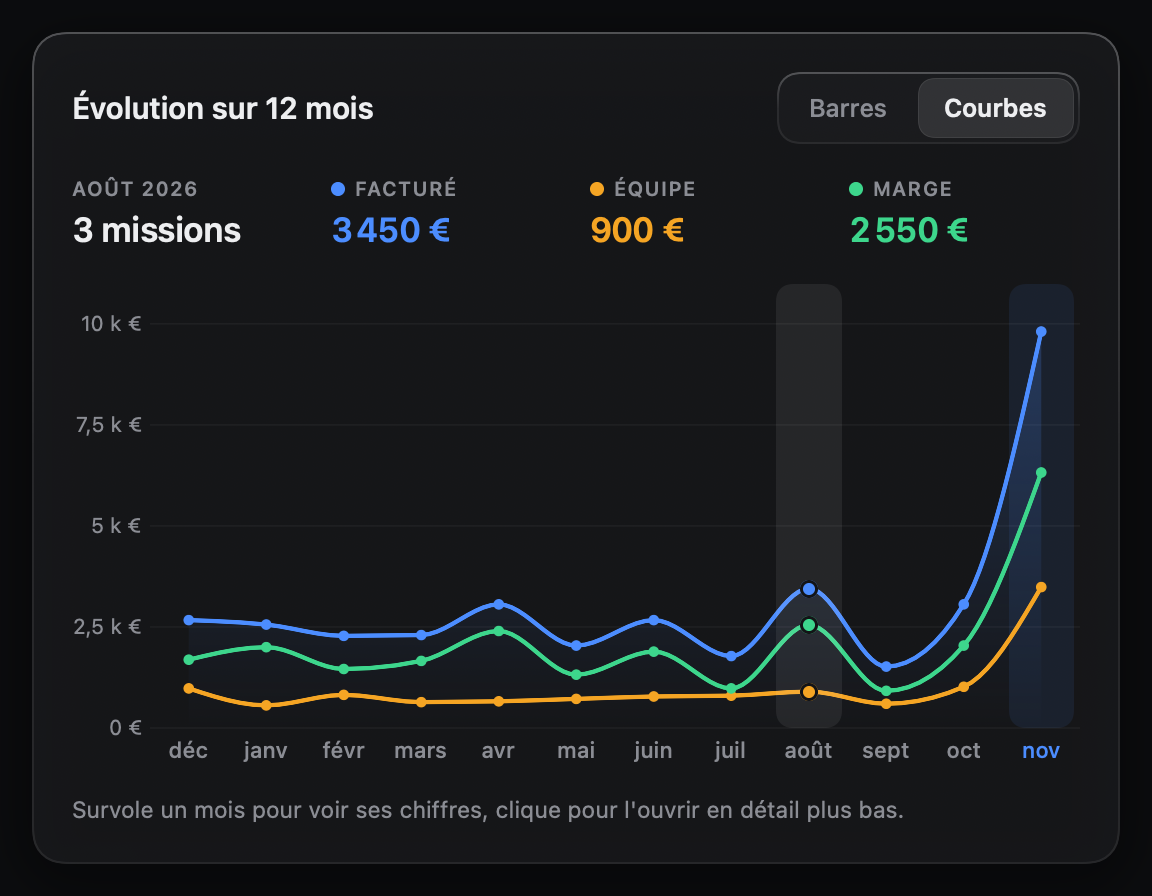 Évolution sur 12 mois
Barres Courbes
AOÛT 2026 FACTURÉ ÉQUIPE MARGE
3 missions 3 450 € 900 € 2 550 €
10 k €
7,5 k €
5 k €
2,5 k €
0 €
déc janv févr mars avr mai juin juil août sept oct nov
Survole un mois pour voir ses chiffres, clique pour l'ouvrir en détail plus bas.